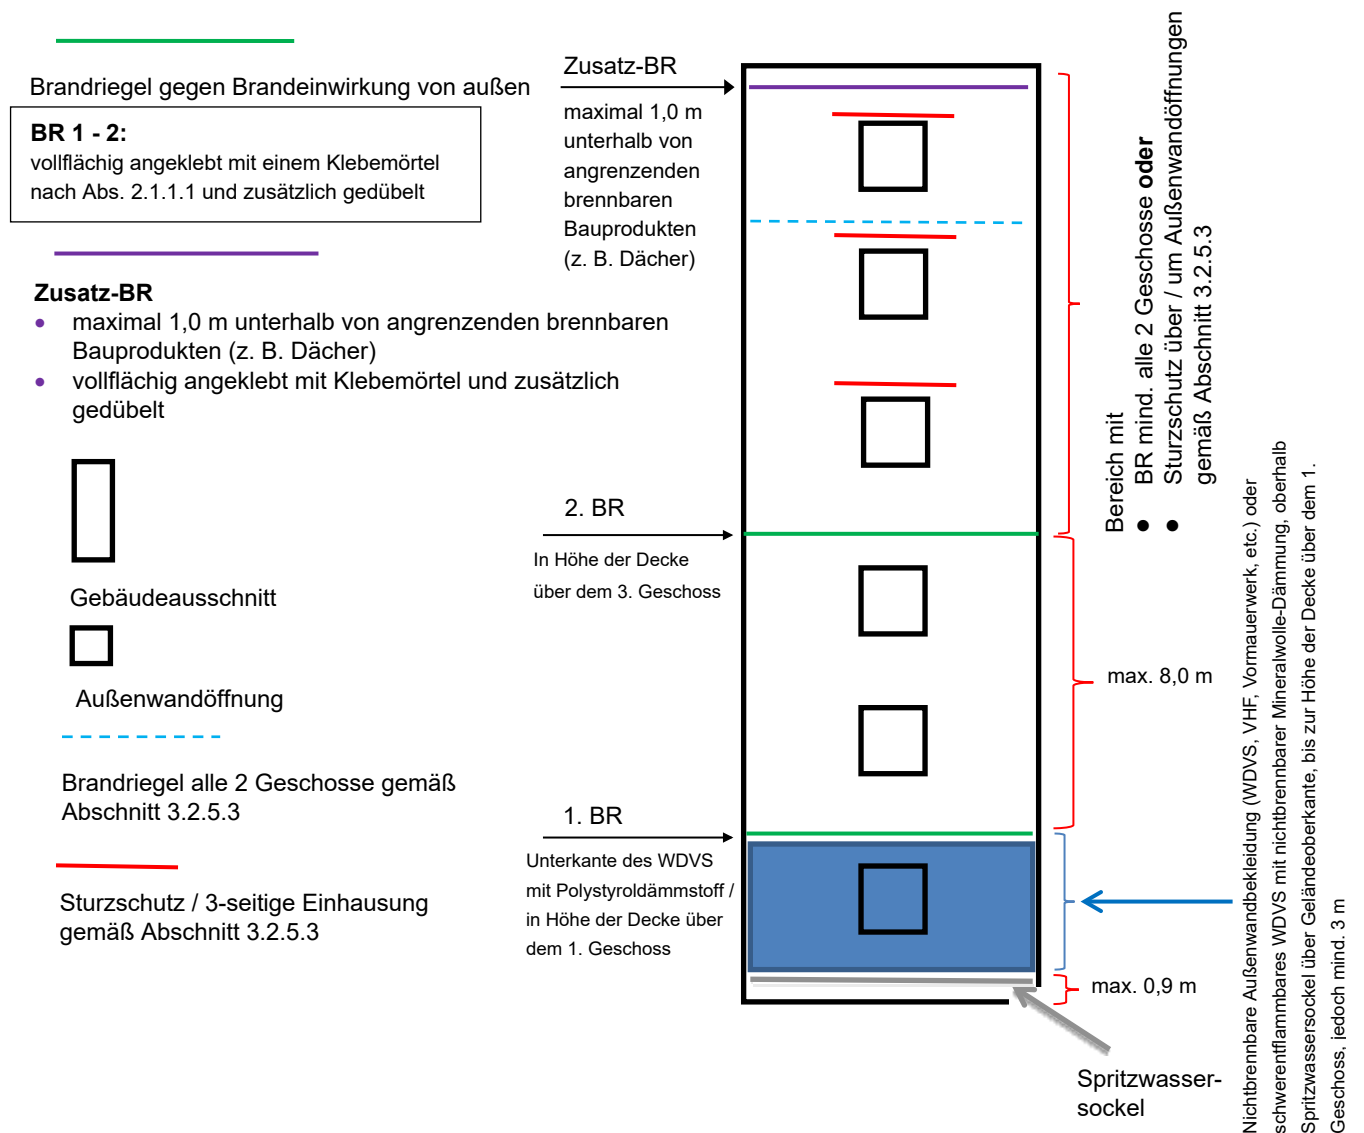 Brandriegel gegen Brandeinwirkung von außen
BR 1 - 2:
vollflächig angeklebt mit einem Klebemörtel
nach Abs. 2.1.1.1 und zusätzlich gedübelt
Zusatz-BR
• maximal 1,0 m unterhalb von angrenzenden brennbaren
Bauprodukten (z. B. Dächer)
• vollflächig angeklebt mit Klebemörtel und zusätzlich
gedübelt
Gebäudeausschnitt
Außenwandöffnung
Brandriegel alle 2 Geschosse gemäß
Abschnitt 3.2.5.3
Sturzschutz / 3-seitige Einhausung
gemäß Abschnitt 3.2.5.3
Zusatz-BR
maximal 1,0 m
unterhalb von
angrenzenden
brennbaren
Bauprodukten
(z. B. Dächer)
2. BR
In Höhe der Decke
über dem 3. Geschoss
1. BR
Unterkante des WDVS
mit Polystyroldämmstoff /
in Höhe der Decke über
dem 1. Geschoss
Bereich mit
● BR mind. alle 2 Geschosse oder
● Sturzschutz über / um Außenwandöffnungen
gemäß Abschnitt 3.2.5.3
max. 8,0 m
max. 0,9 m
Spritzwasser-
sockel
Nichtbrennbare Außenwandbekleidung (WDVS, VHF, Vormauerwerk, etc.) oder
schwerentflammbares WDVS mit nichtbrennbarer Mineralwolle-Dämmung, oberhalb
Spritzwassersockel über Geländeoberkante, bis zur Höhe der Decke über dem 1.
Geschoss, jedoch mind. 3 m